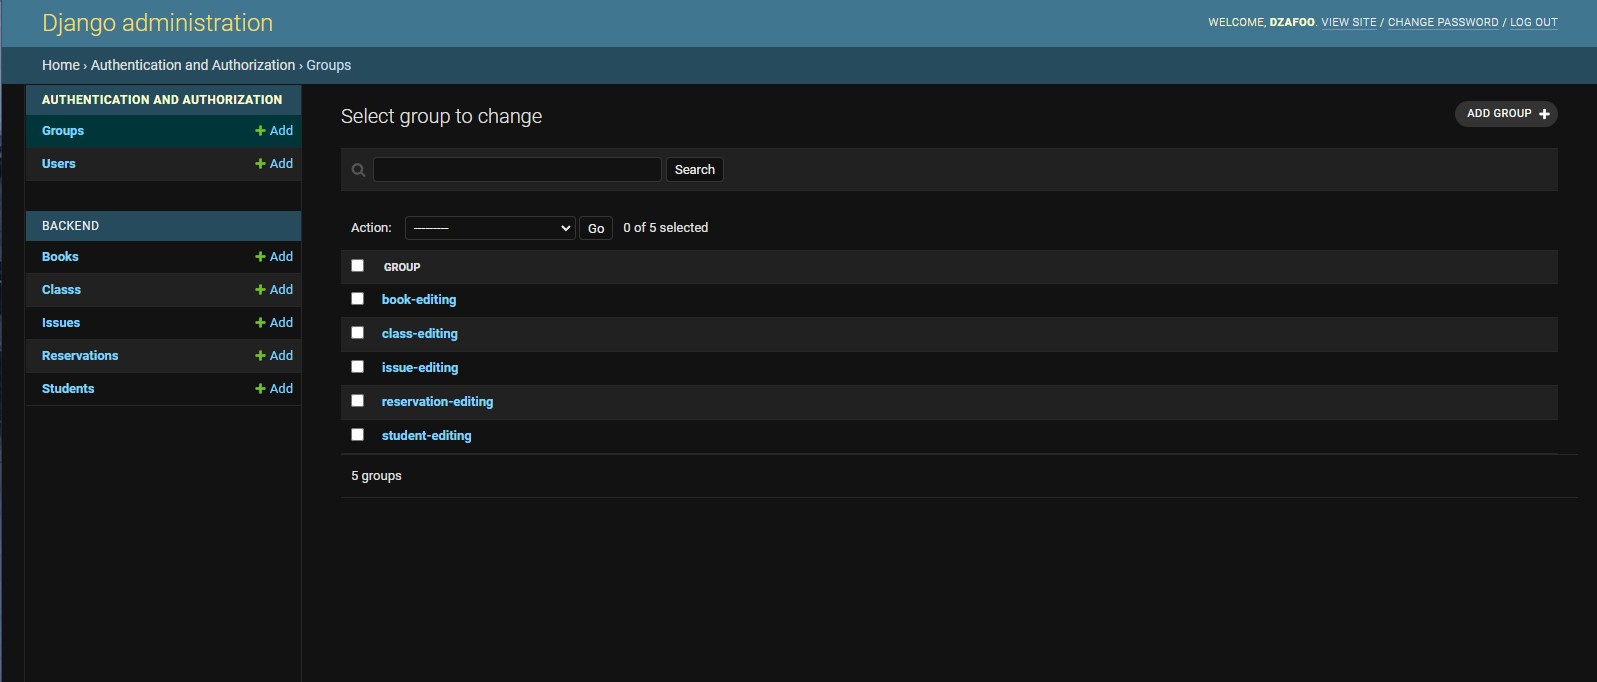 Django administration
WELCOME, DZAFOO. VIEW SITE / CHANGE PASSWORD / LOG OUT
Home › Authentication and Authorization › Groups
AUTHENTICATION AND AUTHORIZATION
Groups + Add
Users + Add
BACKEND
Books + Add
Classs + Add
Issues + Add
Reservations + Add
Students + Add
Select group to change
ADD GROUP +
Search
Action: --------- Go 0 of 5 selected
GROUP
book-editing
class-editing
issue-editing
reservation-editing
student-editing
5 groups